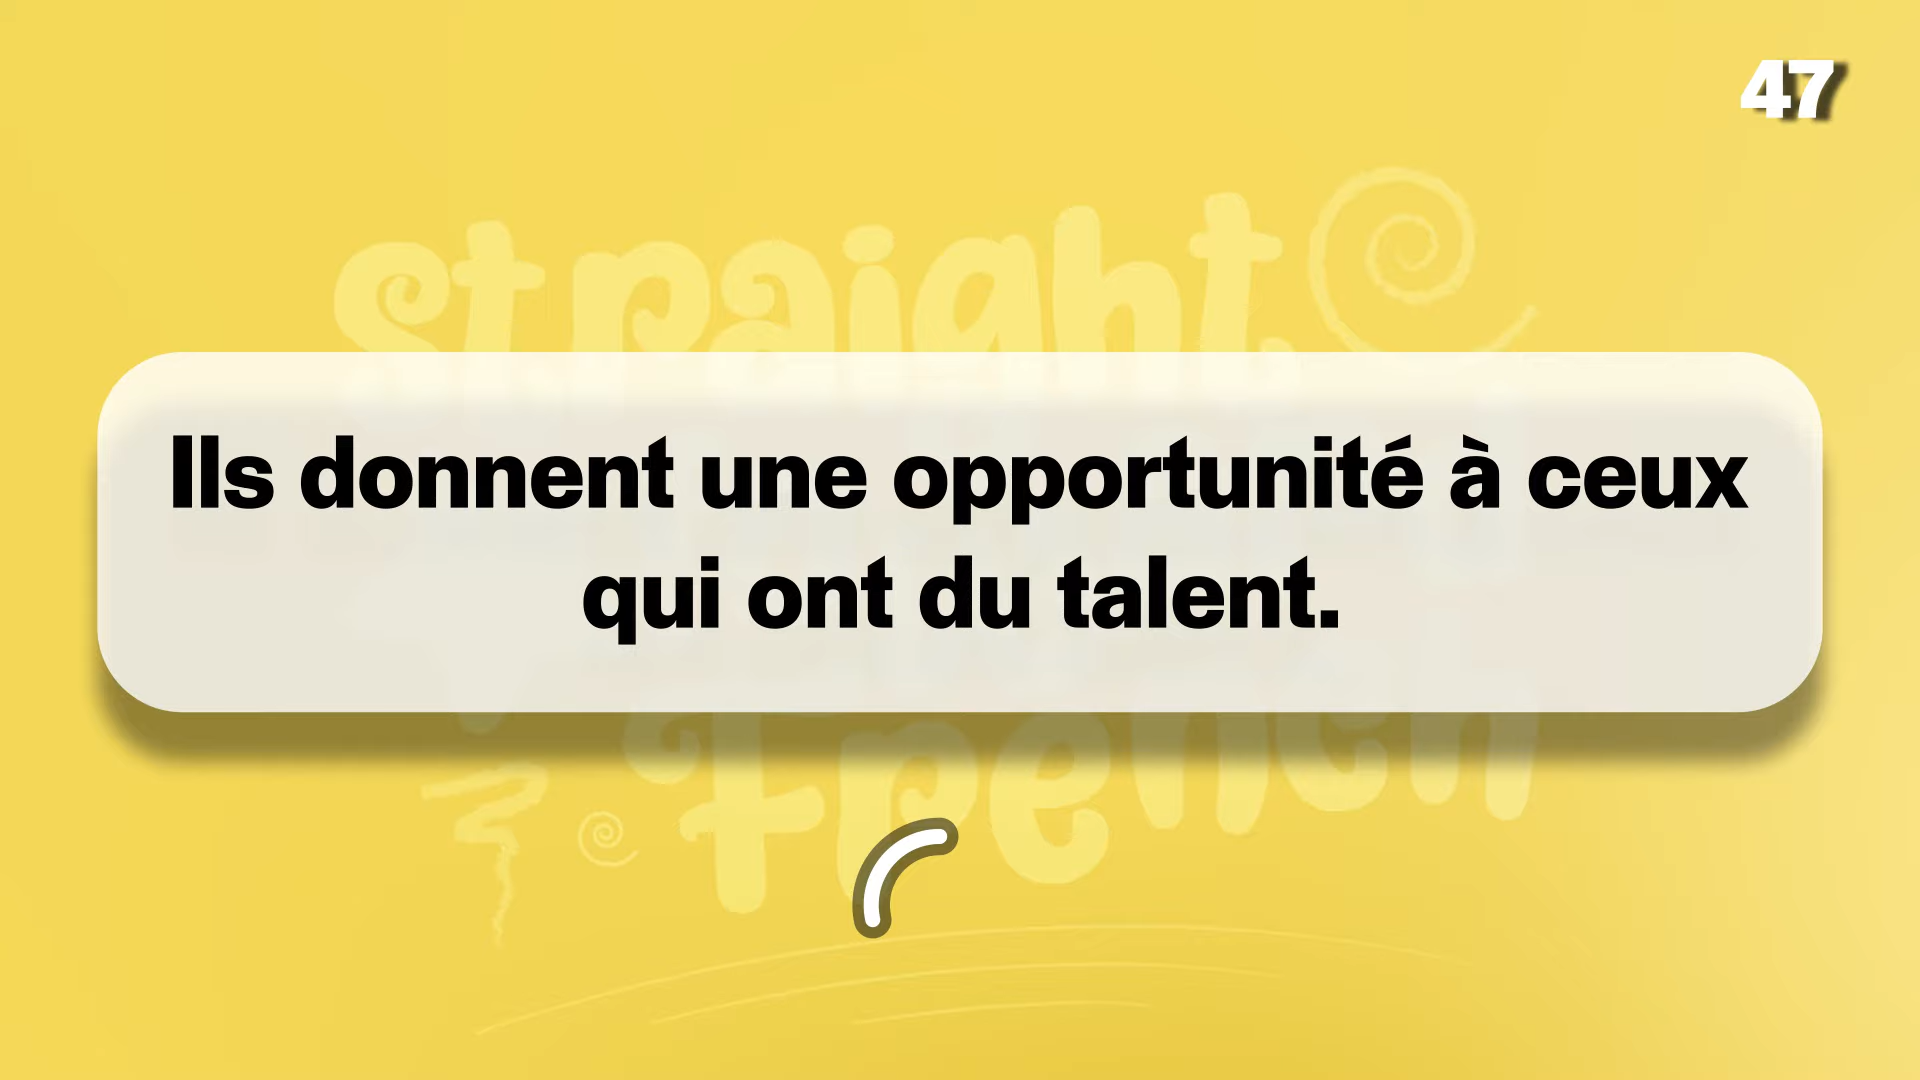 47
straight
Ils donnent une opportunité à ceux
qui ont du talent.
French